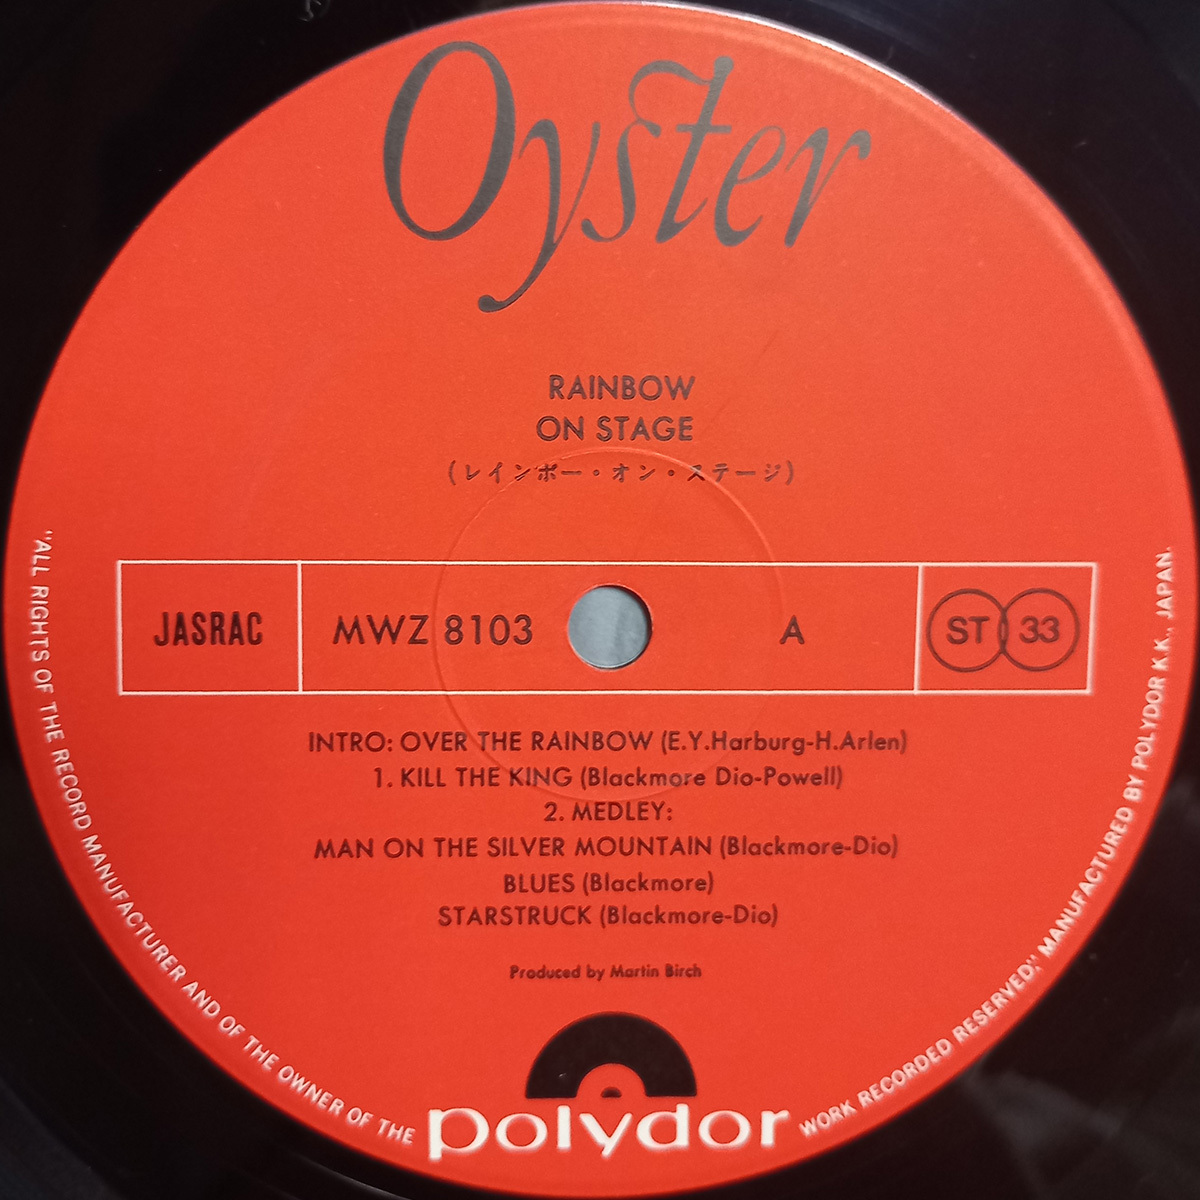 Oyster
RAINBOW
ON STAGE
(レインボー・オン・ステージ)
JASRAC
MWZ 8103
A
ST 33
INTRO: OVER THE RAINBOW (E.Y.Harburg-H.Arlen)
1. KILL THE KING (Blackmore Dio-Powell)
2. MEDLEY:
MAN ON THE SILVER MOUNTAIN (Blackmore-Dio)
BLUES (Blackmore)
STARSTRUCK (Blackmore-Dio)
Produced by Martin Birch
polydor
"ALL RIGHTS OF THE RECORD MANUFACTURER AND OF THE OWNER OF THE WORK RECORDED RESERVED." MANUFACTURED BY POLYDOR K.K., JAPAN.